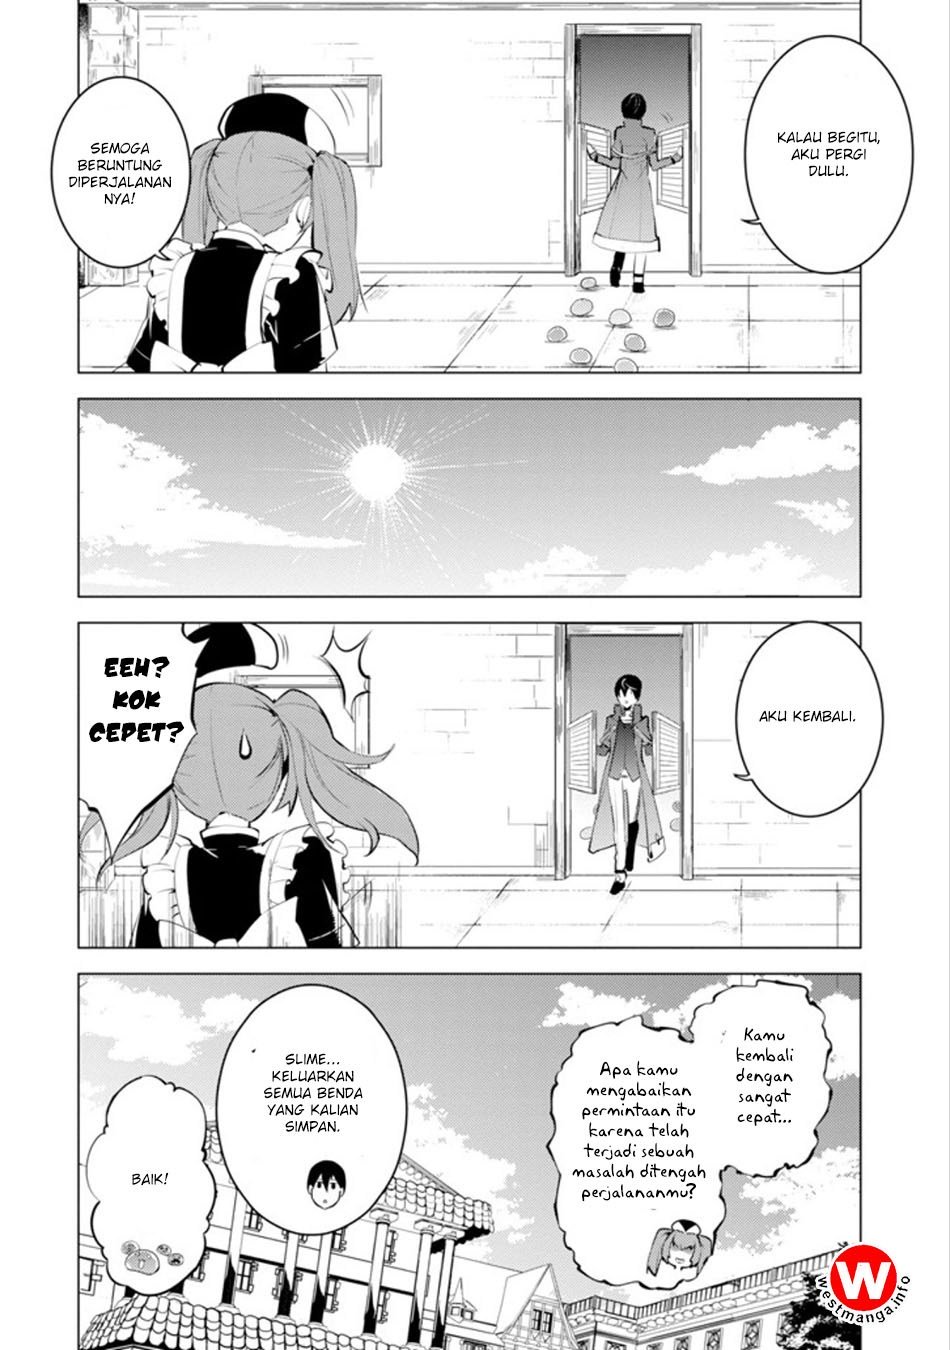 KALAU BEGITU,
AKU PERGI
DULU.
SEMOGA
BERUNTUNG
DIPERJALANAN
NYA!
AKU KEMBALI.
EEH?
KOK
CEPET?
Kamu
kembali
dengan
sangat
cepat...
Apa kamu
mengabaikan
permintaan itu
karena telah
terjadi sebuah
masalah ditengah
perjalananmu?
SLIME...
KELUARKAN
SEMUA BENDA
YANG KALIAN
SIMPAN.
BAIK!
W
westmanga.info